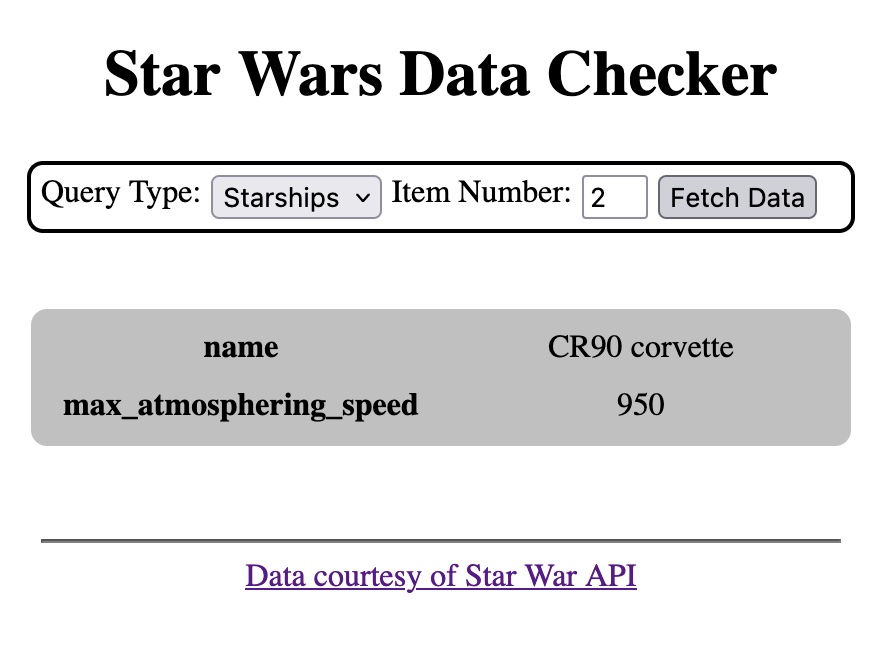 Star Wars Data Checker
Query Type: Starships Item Number: 2 Fetch Data
name CR90 corvette
max_atmosphering_speed 950
Data courtesy of Star War API